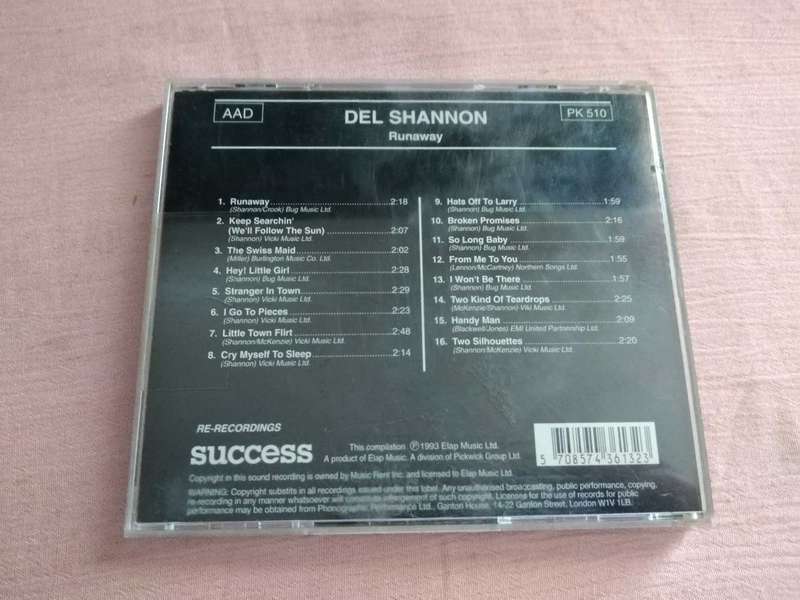 AAD
DEL SHANNON
PK 510
Runaway
1. Runaway 2:18
(Shannon/Crook) Bug Music Ltd.
2. Keep Searchin'
(We'll Follow The Sun) 2:07
(Shannon) Vicki Music Ltd.
3. The Swiss Maid 2:02
(Miller) Burlington Music Co. Ltd.
4. Hey! Little Girl 2:28
(Shannon) Bug Music Ltd.
5. Stranger In Town 2:29
(Shannon) Vicki Music Ltd.
6. I Go To Pieces 2:23
(Shannon) Vicki Music Ltd.
7. Little Town Flirt 2:48
(Shannon/McKenzie) Vicki Music Ltd.
8. Cry Myself To Sleep 2:14
9. Hats Off To Larry 1:59
(Shannon) Bug Music Ltd.
10. Broken Promises 2:16
(Shannon) Bug Music Ltd.
11. So Long Baby 1:59
(Shannon) Bug Music Ltd.
12. From Me To You 1:55
(Lennon/McCartney) Northern Songs Ltd.
13. I Won't Be There 1:57
(Shannon) Bug Music Ltd.
14. Two Kind Of Teardrops 2:25
(McKenzie/Shannon) Viki Music Ltd.
15. Handy Man 2:09
(Blackwell/Jones) EMI United Partnership Ltd.
16. Two Silhouettes 2:20
(Shannon/McKenzie) Vicki Music Ltd.
RE-RECORDINGS
success
This compilation Ⓟ1993 Elap Music Ltd.
A product of Elap Music. A division of Pickwick Group Ltd.
5 708574 361323
Copyright in this sound recording is owned by Music Rent Inc. and licensed to Elap Music Ltd.
WARNING: Copyright substits in all recordings issued under this label. Any unauthorised broadcasting, public performance, copying,
re-recording in any manner whatsoever will constitute infringement of such copyright. Licenses for the use of records for public
performance may be obtained from Phonographic Performance Ltd., Ganton House, 14-22 Ganton Street, London W1V 1LB.